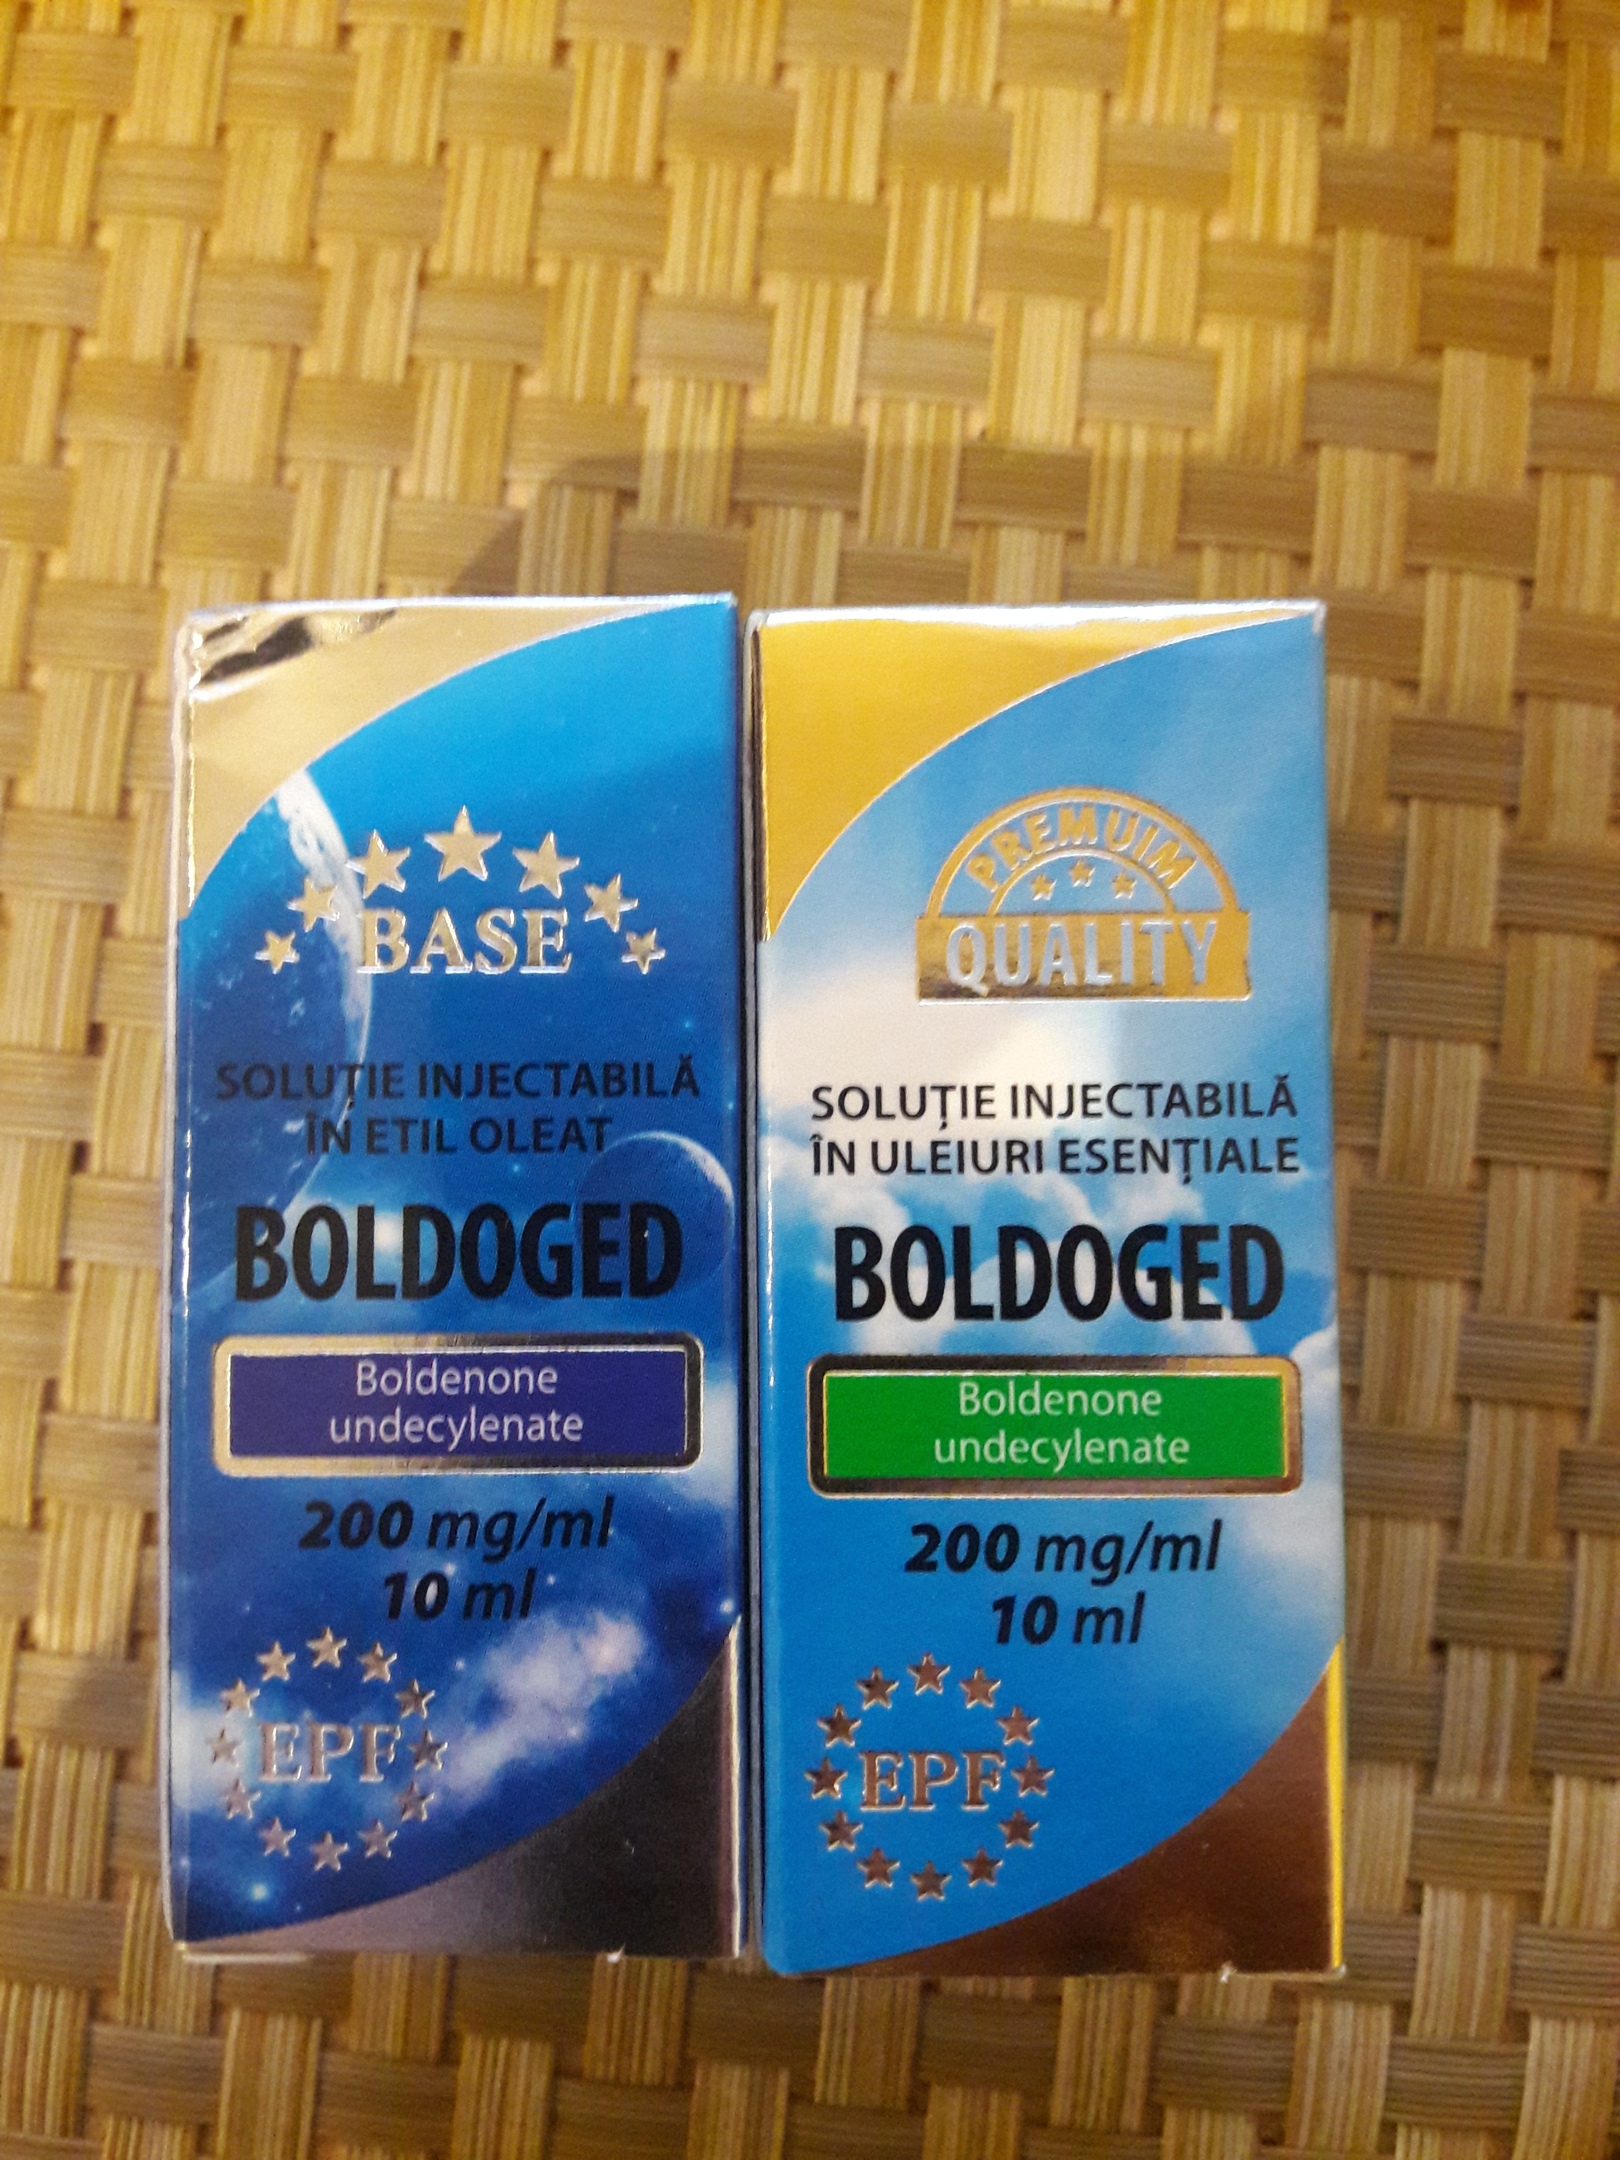 BASE
SOLUȚIE INJECTABILĂ
ÎN ETIL OLEAT
BOLDOGED
Boldenone
undecylenate
200 mg/ml
10 ml
EPF
PREMUIM
QUALITY
SOLUȚIE INJECTABILĂ
ÎN ULEIURI ESENȚIALE
BOLDOGED
Boldenone
undecylenate
200 mg/ml
10 ml
EPF